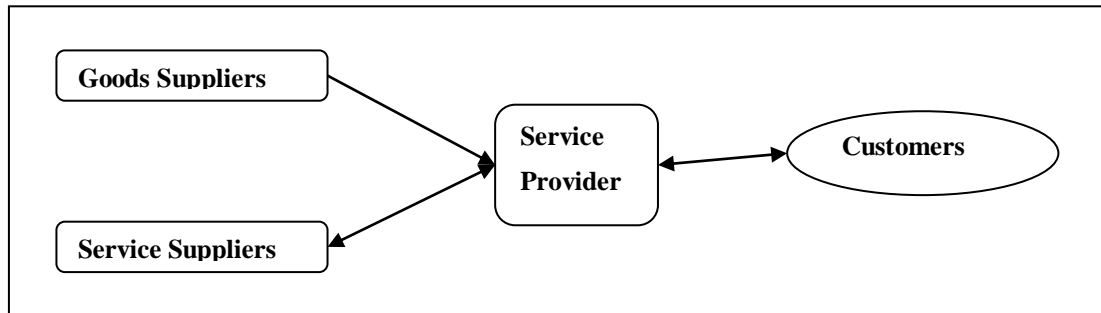 Goods Suppliers
Service
Provider
Customers
Service Suppliers